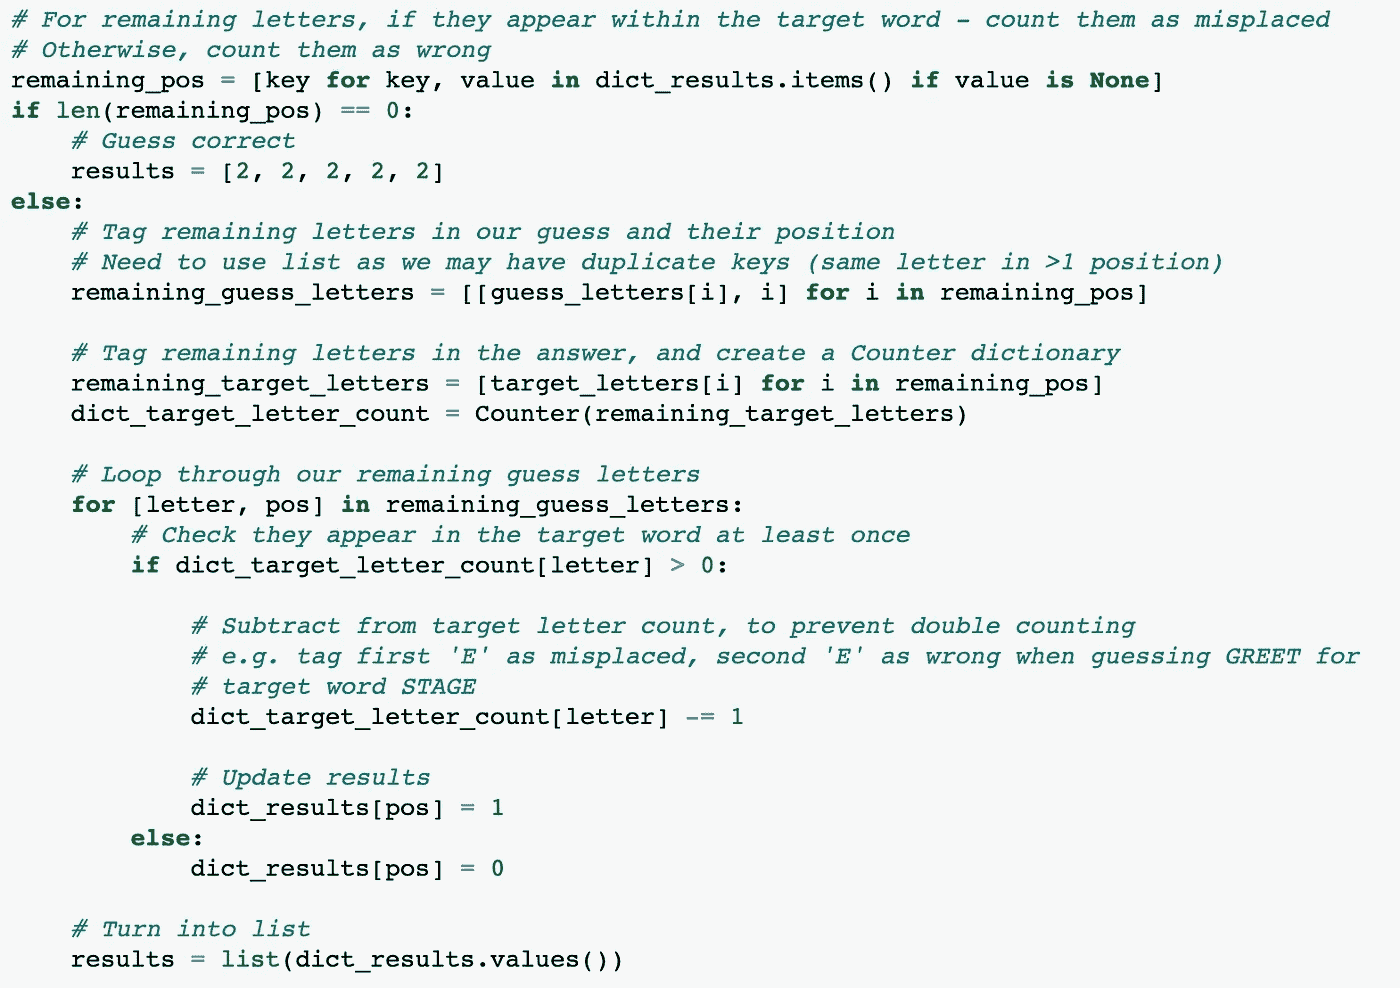 # For remaining letters, if they appear within the target word – count them as misplaced
# Otherwise, count them as wrong
remaining_pos = [key for key, value in dict_results.items() if value is None]
if len(remaining_pos) == 0:
    # Guess correct
    results = [2, 2, 2, 2, 2]
else:
    # Tag remaining letters in our guess and their position
    # Need to use list as we may have duplicate keys (same letter in >1 position)
    remaining_guess_letters = [[guess_letters[i], i] for i in remaining_pos]

    # Tag remaining letters in the answer, and create a Counter dictionary
    remaining_target_letters = [target_letters[i] for i in remaining_pos]
    dict_target_letter_count = Counter(remaining_target_letters)

    # Loop through our remaining guess letters
    for [letter, pos] in remaining_guess_letters:
        # Check they appear in the target word at least once
        if dict_target_letter_count[letter] > 0:

            # Subtract from target letter count, to prevent double counting
            # e.g. tag first 'E' as misplaced, second 'E' as wrong when guessing GREET for
            # target word STAGE
            dict_target_letter_count[letter] -= 1

            # Update results
            dict_results[pos] = 1
        else:
            dict_results[pos] = 0

    # Turn into list
    results = list(dict_results.values())